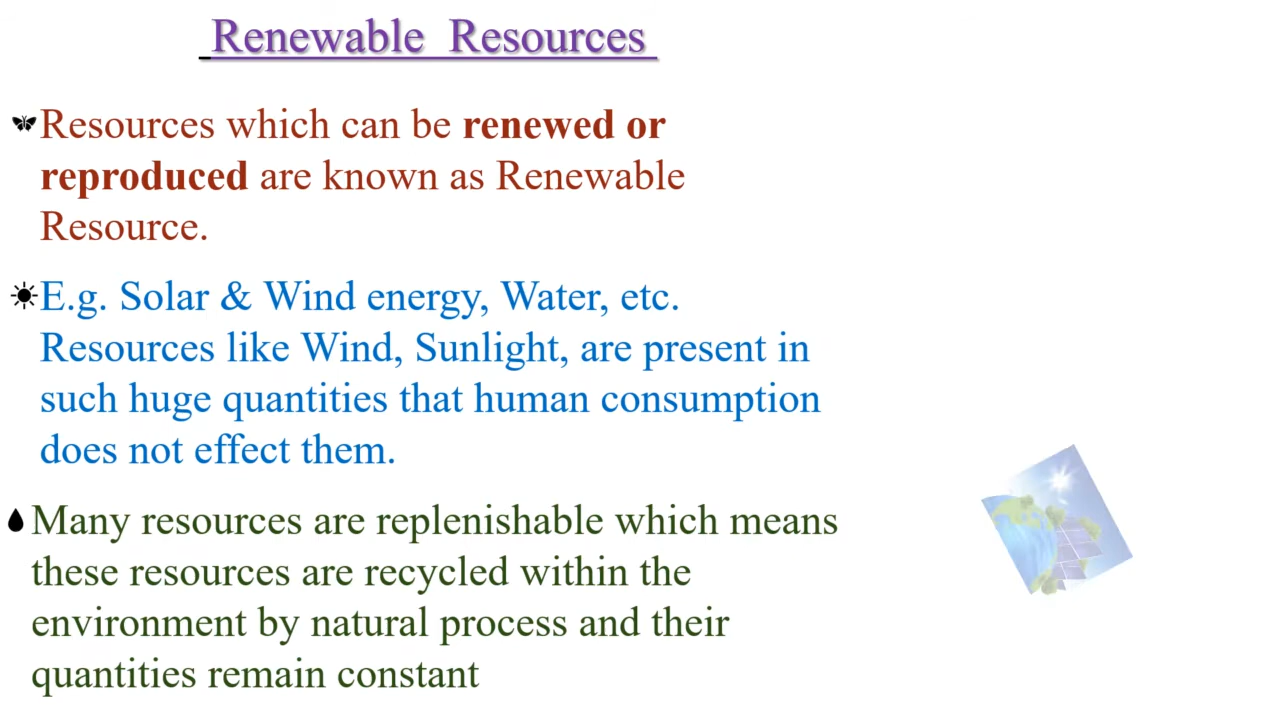 Renewable Resources
Resources which can be renewed or
reproduced are known as Renewable
Resource.
E.g. Solar & Wind energy, Water, etc.
Resources like Wind, Sunlight, are present in
such huge quantities that human consumption
does not effect them.
Many resources are replenishable which means
these resources are recycled within the
environment by natural process and their
quantities remain constant